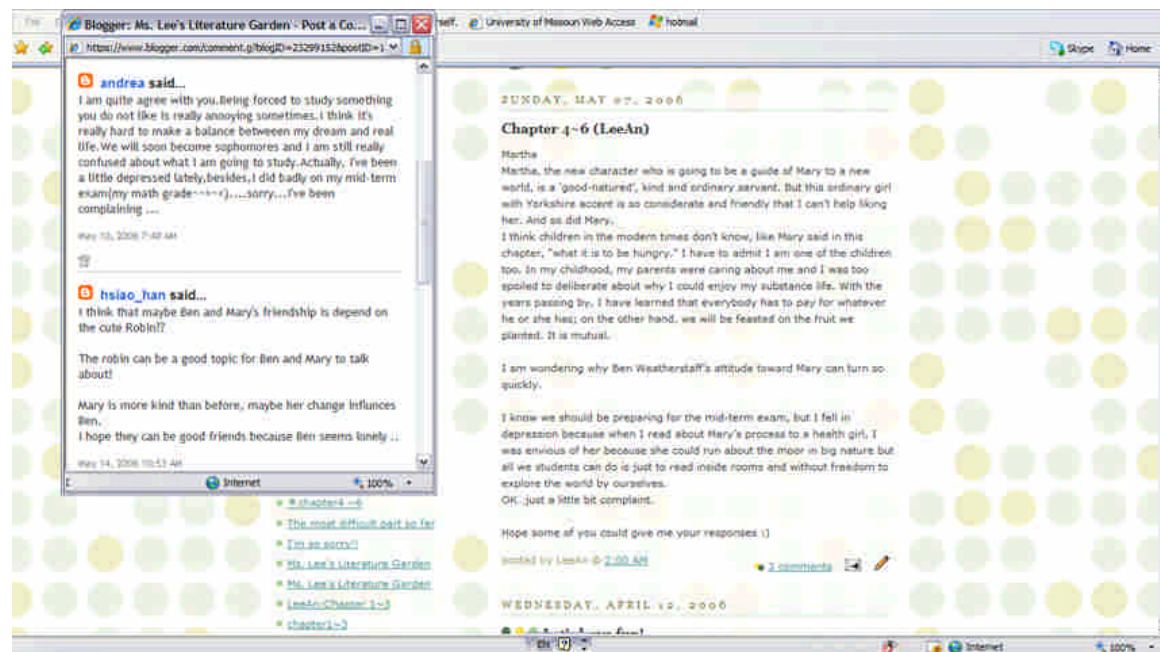 Blogger: Ms. Lee's Literature Garden - Post a Co...
self.
University of Missouri Web Access
hotmail
https://www.blogger.com/comment.g?blogID=23299152&postID=1
Skype
Home
andrea said...
I am quite agree with you.Being forced to study something
you do not like is really annoying sometimes.I think it's
really hard to make a balance betweeen my dream and real
life.We will soon become sophomores and I am still really
confused about what I am going to study.Actually, I've been
a little depressed lately,besides,I did badly on my mid-term
exam(my math grade~~>~<)....sorry...I've been
complaining ....
May 13, 2006 7:48 AM
hsiao_han said...
I think that maybe Ben and Mary's friendship is depend on
the cute Robin!?
The robin can be a good topic for Ben and Mary to talk
about!
Mary is more kind than before, maybe her change influnces
Ben.
I hope they can be good friends because Ben seems lonely ..
May 14, 2006 10:53 AM
Internet
100%
# chapter4 ~6
The most difficult part so far
I'm so sorry!!
Ms. Lee's Literature Garden
Ms. Lee's Literature Garden
LeeAn:Chapter 1~3
chapter1~3
SUNDAY, MAY 07, 2006
Chapter 4~6 (LeeAn)
Martha
Martha, the new character who is going to be a guide of Mary to a new
world, is a 'good-natured', kind and ordinary servant. But this ordinary girl
with Yorkshire accent is so considerate and friendly that I can't help liking
her. And so did Mary.
I think children in the modern times don't know, like Mary said in this
chapter, "what it is to be hungry." I have to admit I am one of the children
too. In my childhood, my parents were caring about me and I was too
spoiled to deliberate about why I could enjoy my substance life. With the
years passing by, I have learned that everybody has to pay for whatever
he or she has; on the other hand, we will be feasted on the fruit we
planted. It is mutual.
I am wondering why Ben Weatherstaff's attitude toward Mary can turn so
quickly.
I know we should be preparing for the mid-term exam, but I fell in
depression because when I read about Mary's process to a health girl, I
was envious of her because she could run about the moor in big nature but
all we students can do is just to read inside rooms and without freedom to
explore the world by ourselves.
OK. just a little bit complaint.
Hope some of you could give me your responses :)
posted by LeeAn @ 2:00 AM
3 comments
WEDNESDAY, APRIL 12, 2006
EN
Internet
100%